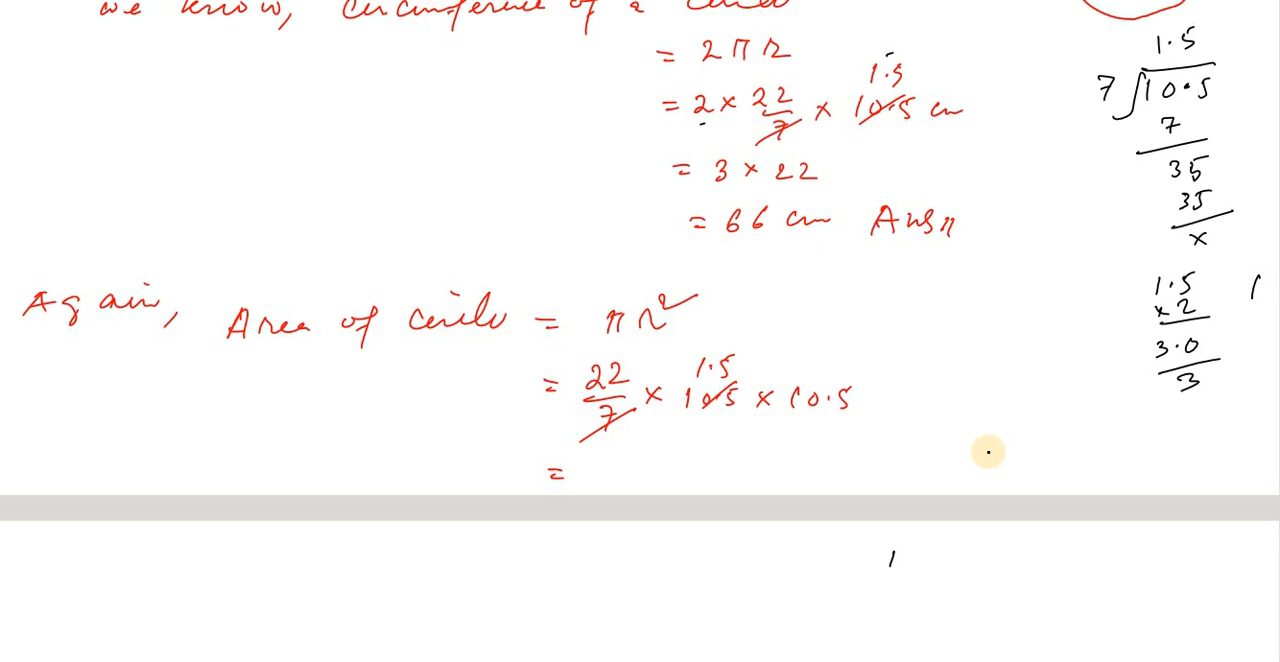 we know, Circumference of a circle
= 2πr
= 2 × 22/7 × 10.5 cm
1.5
= 3 × 22
= 66 cm Ansr
Again, Area of circle = πr²
= 22/7 × 10.5 × 10.5
1.5
=
1.5
7 10.5
7
35
35
x
1.5
× 2
3.0
3